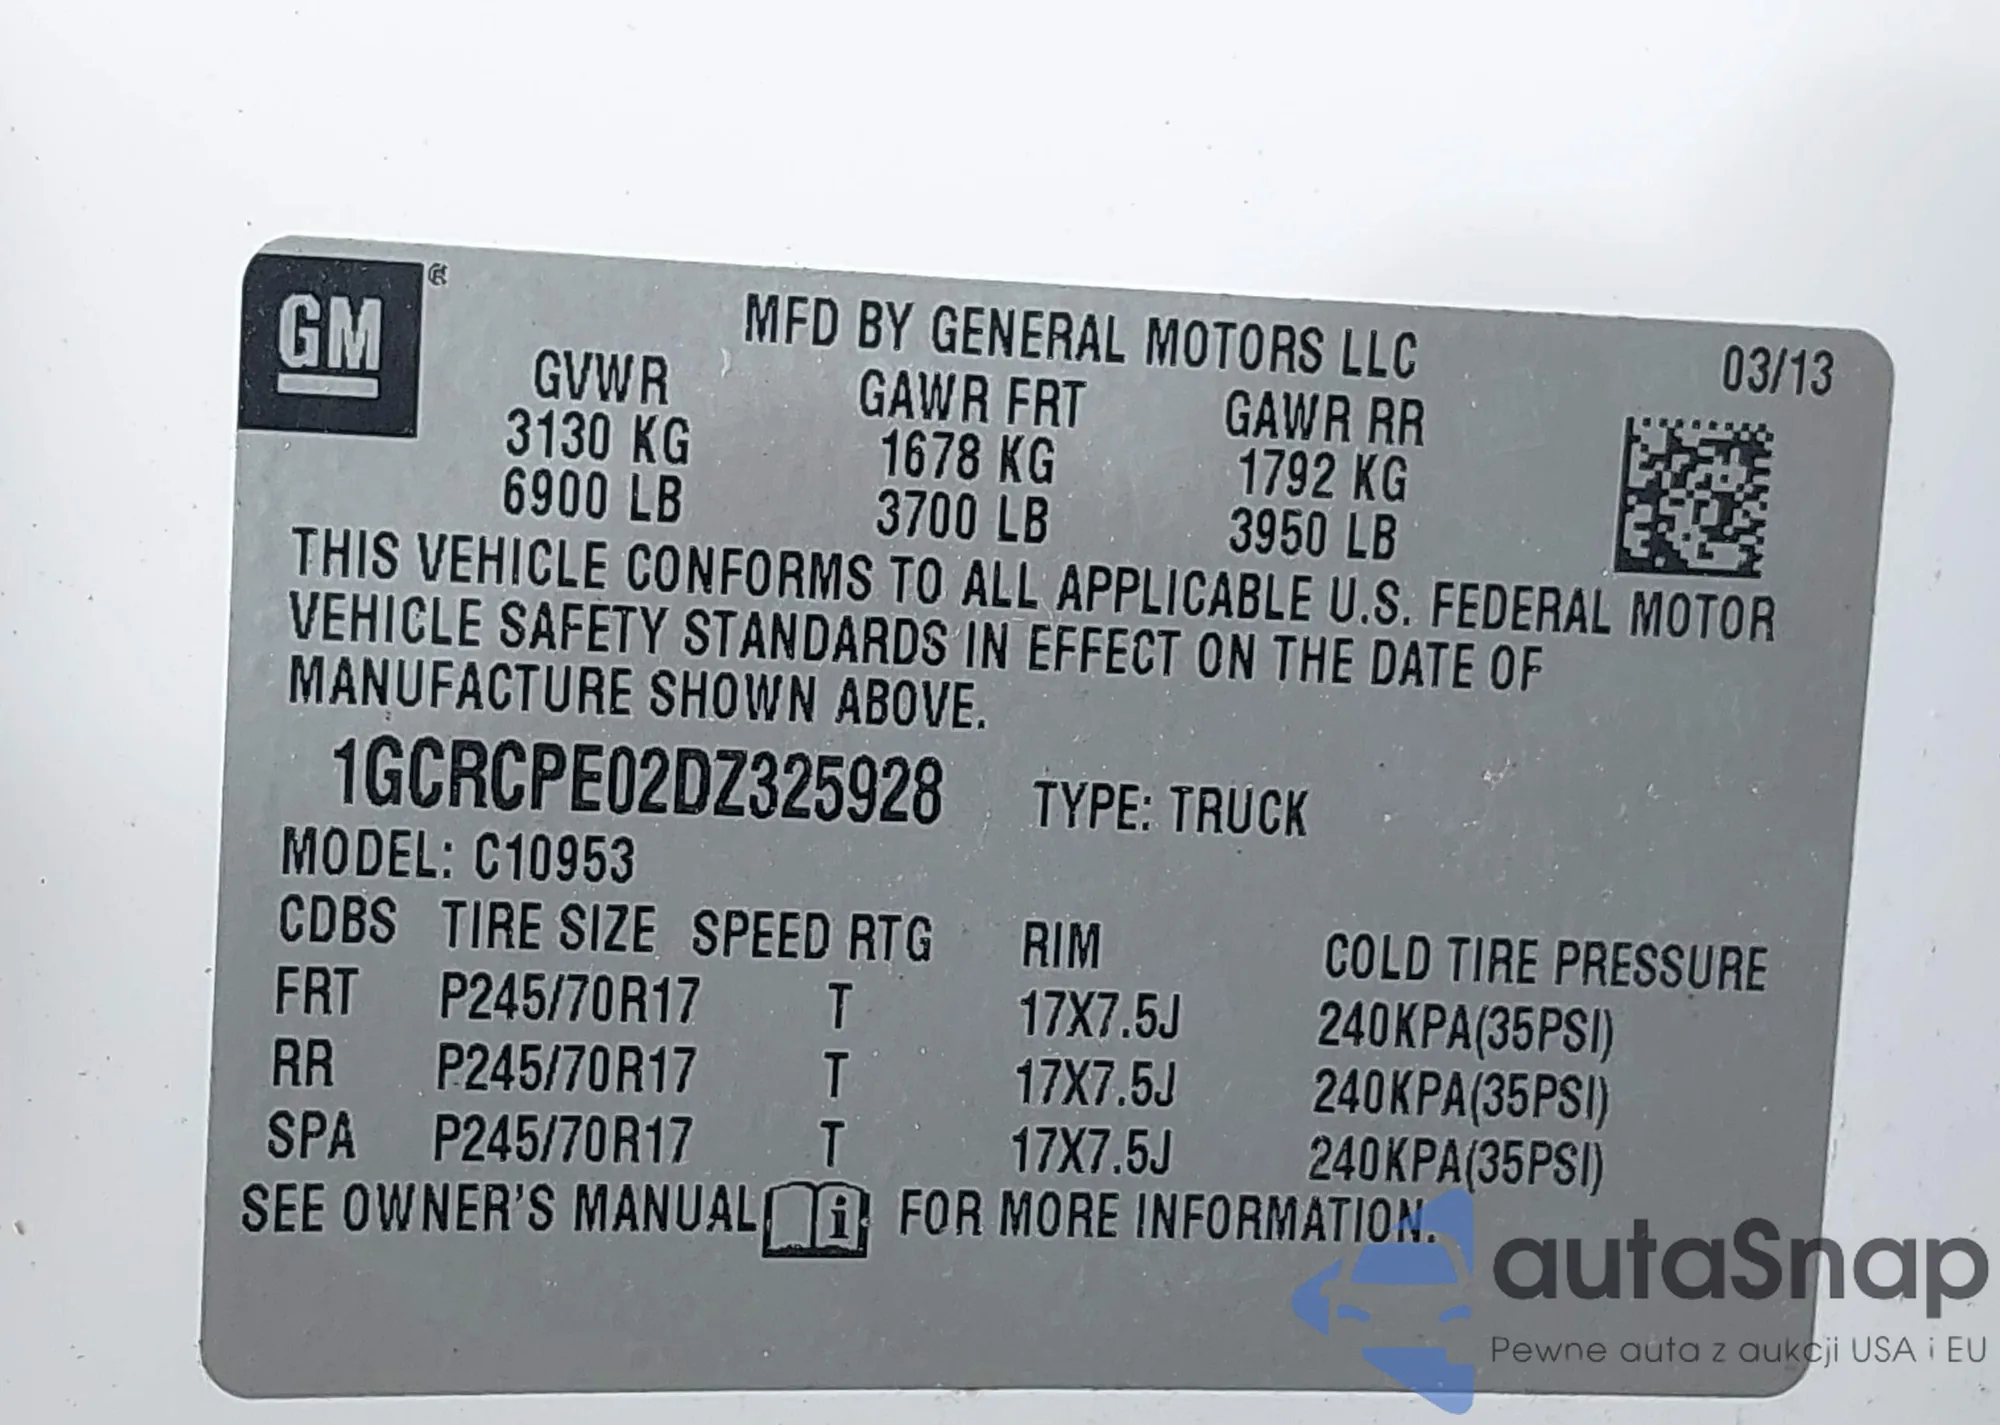 GM®
MFD BY GENERAL MOTORS LLC
03/13
GVWR GAWR FRT GAWR RR
3130 KG 1678 KG 1792 KG
6900 LB 3700 LB 3950 LB
THIS VEHICLE CONFORMS TO ALL APPLICABLE U.S. FEDERAL MOTOR
VEHICLE SAFETY STANDARDS IN EFFECT ON THE DATE OF
MANUFACTURE SHOWN ABOVE.
1GCRCPE02DZ325928 TYPE: TRUCK
MODEL: C10953
CDBS TIRE SIZE SPEED RTG RIM COLD TIRE PRESSURE
FRT P245/70R17 T 17X7.5J 240KPA(35PSI)
RR P245/70R17 T 17X7.5J 240KPA(35PSI)
SPA P245/70R17 T 17X7.5J 240KPA(35PSI)
SEE OWNER'S MANUAL i FOR MORE INFORMATION.
autaSnap
Pewne auta z aukcji USA i EU